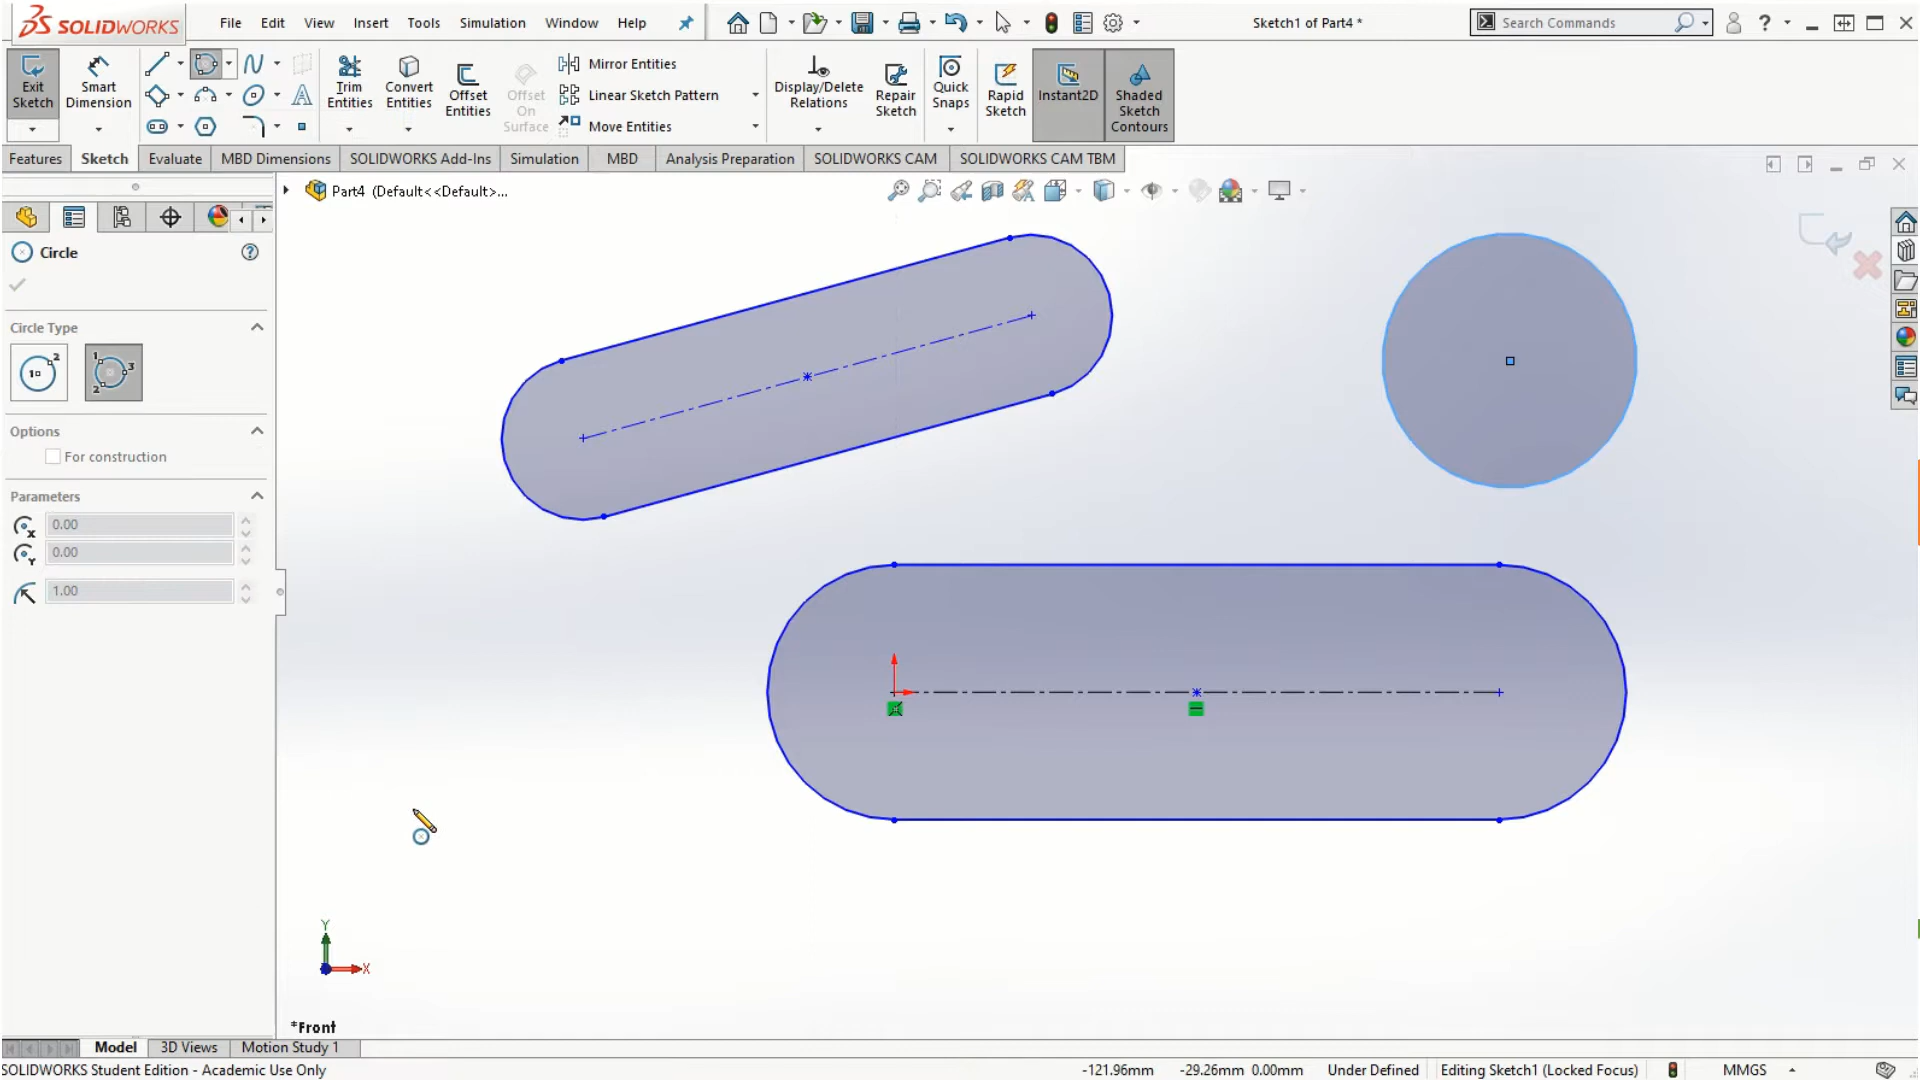 SOLIDWORKS File Edit View Insert Tools Simulation Window Help Sketch1 of Part4 * Search Commands ?
Exit Sketch
Smart Dimension
Trim Entities
Convert Entities
Offset Entities
Offset On Surface
Mirror Entities
Linear Sketch Pattern
Move Entities
Display/Delete Relations
Repair Sketch
Quick Snaps
Rapid Sketch
Instant2D
Shaded Sketch Contours
Features Sketch Evaluate MBD Dimensions SOLIDWORKS Add-Ins Simulation MBD Analysis Preparation SOLIDWORKS CAM SOLIDWORKS CAM TBM
Part4 (Default<<Default>...
Circle ?
Circle Type
Options
For construction
Parameters
0.00
0.00
1.00
Y
X
*Front
Model 3D Views Motion Study 1
SOLIDWORKS Student Edition - Academic Use Only -121.96mm -29.26mm 0.00mm Under Defined Editing Sketch1 (Locked Focus) MMGS